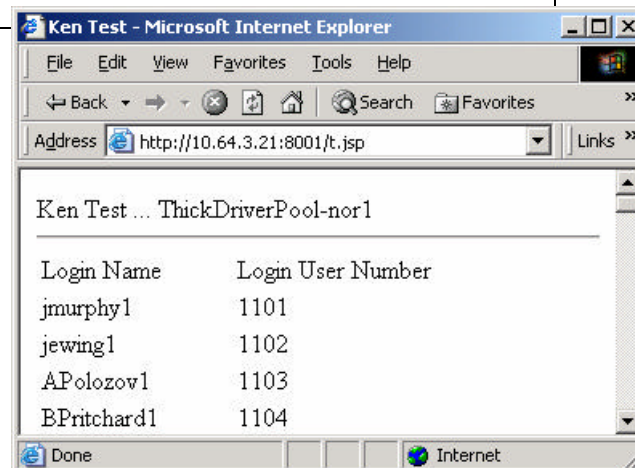 Ken Test - Microsoft Internet Explorer
File Edit View Favorites Tools Help
Back Search Favorites »
Address http://10.64.3.21:8001/t.jsp Links »
Ken Test ... ThickDriverPool-nor1
Login Name Login User Number
jmurphy1 1101
jewing1 1102
APolozov1 1103
BPritchard1 1104
Done Internet